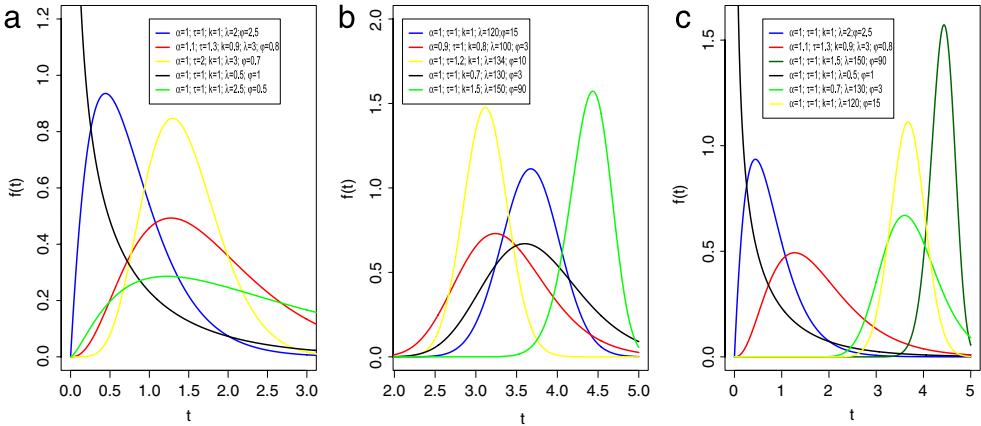 a
α=1; τ=1; k=1; λ=2;φ=2.5
α=1.1; τ=1.3; k=0.9; λ=3; φ=0.8
α=1; τ=2; k=1; λ=3; φ=0.7
α=1; τ=1; k=1; λ=0.5; φ=1
α=1; τ=1; k=1; λ=2.5; φ=0.5
f(t)
1.2
1.0
0.8
0.6
0.4
0.2
0.0
0.0 0.5 1.0 1.5 2.0 2.5 3.0
t
b
α=1; τ=1; k=1; λ=120;φ=15
α=0.9; τ=1; k=0.8; λ=100; φ=3
α=1; τ=1.2; k=1; λ=134; φ=10
α=1; τ=1; k=0.7; λ=130; φ=3
α=1; τ=1; k=1.5; λ=150; φ=90
f(t)
2.0
1.5
1.0
0.5
0.0
2.0 2.5 3.0 3.5 4.0 4.5 5.0
t
c
α=1; τ=1; k=1; λ=2;φ=2.5
α=1.1; τ=1.3; k=0.9; λ=3; φ=0.8
α=1; τ=1; k=1.5; λ=150; φ=90
α=1; τ=1; k=1; λ=0.5; φ=1
α=1; τ=1; k=0.7; λ=130; φ=3
α=1; τ=1; k=1; λ=120; φ=15
f(t)
1.5
1.0
0.5
0.0
0 1 2 3 4 5
t